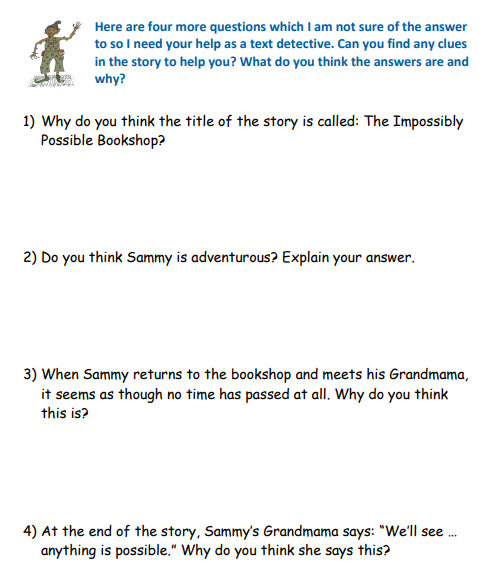 Here are four more questions which I am not sure of the answer
to so I need your help as a text detective. Can you find any clues
in the story to help you? What do you think the answers are and
why?
1) Why do you think the title of the story is called: The Impossibly
Possible Bookshop?
2) Do you think Sammy is adventurous? Explain your answer.
3) When Sammy returns to the bookshop and meets his Grandmama,
it seems as though no time has passed at all. Why do you think
this is?
4) At the end of the story, Sammy's Grandmama says: "We'll see …
anything is possible." Why do you think she says this?